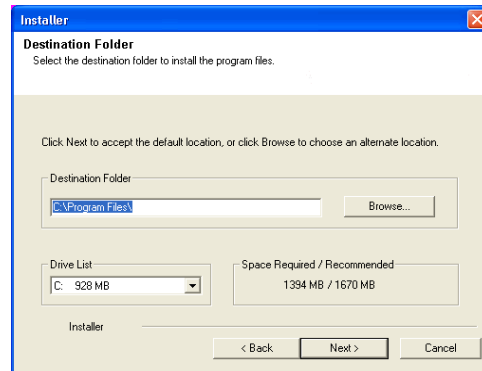 Installer
Destination Folder
Select the destination folder to install the program files.
Click Next to accept the default location, or click Browse to choose an alternate location.
Destination Folder
C:\Program Files\
Browse...
Drive List
Space Required / Recommended
C: 928 MB
1394 MB / 1670 MB
Installer
< Back
Next >
Cancel